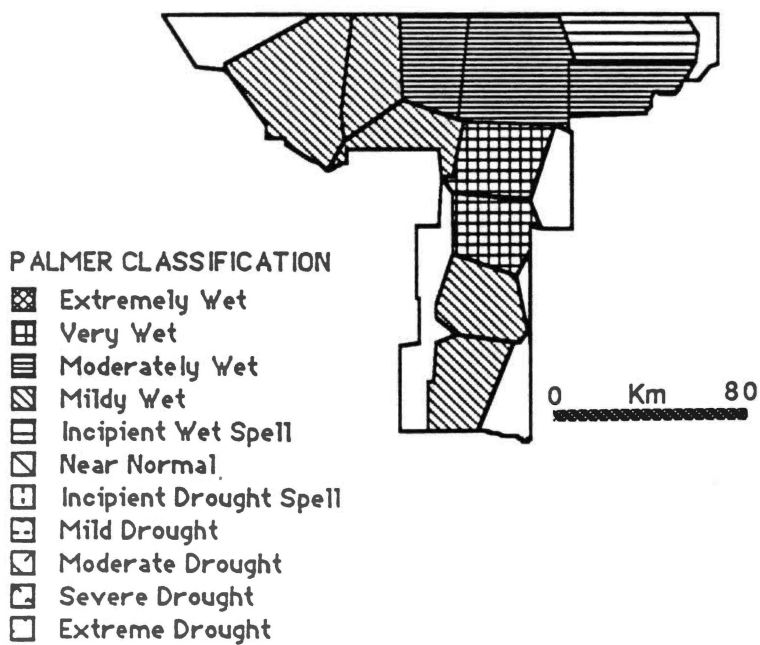 PALMER CLASSIFICATION
Extremely Wet
Very Wet
Moderately Wet
Mildy Wet
Incipient Wet Spell
Near Normal
Incipient Drought Spell
Mild Drought
Moderate Drought
Severe Drought
Extreme Drought
0 Km 80